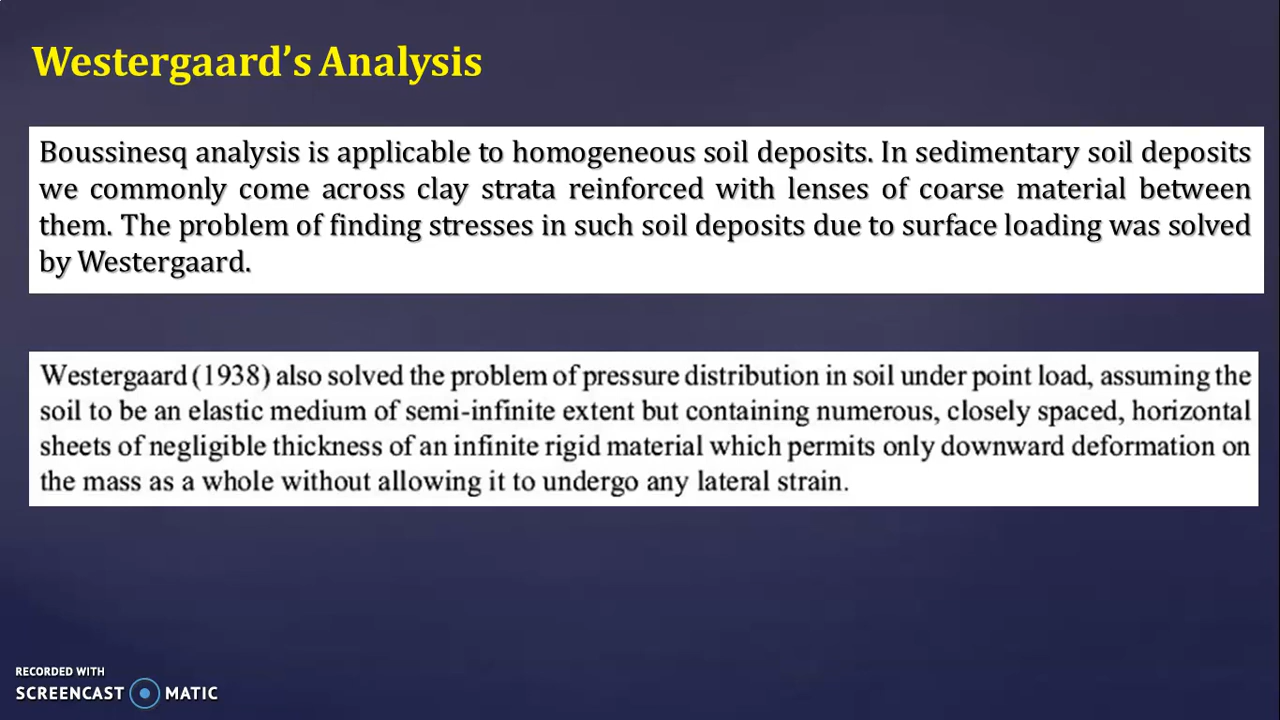 Westergaard’s Analysis
Boussinesq analysis is applicable to homogeneous soil deposits. In sedimentary soil deposits
we commonly come across clay strata reinforced with lenses of coarse material between
them. The problem of finding stresses in such soil deposits due to surface loading was solved
by Westergaard.
Westergaard (1938) also solved the problem of pressure distribution in soil under point load, assuming the
soil to be an elastic medium of semi-infinite extent but containing numerous, closely spaced, horizontal
sheets of negligible thickness of an infinite rigid material which permits only downward deformation on
the mass as a whole without allowing it to undergo any lateral strain.
RECORDED WITH
SCREENCAST MATIC